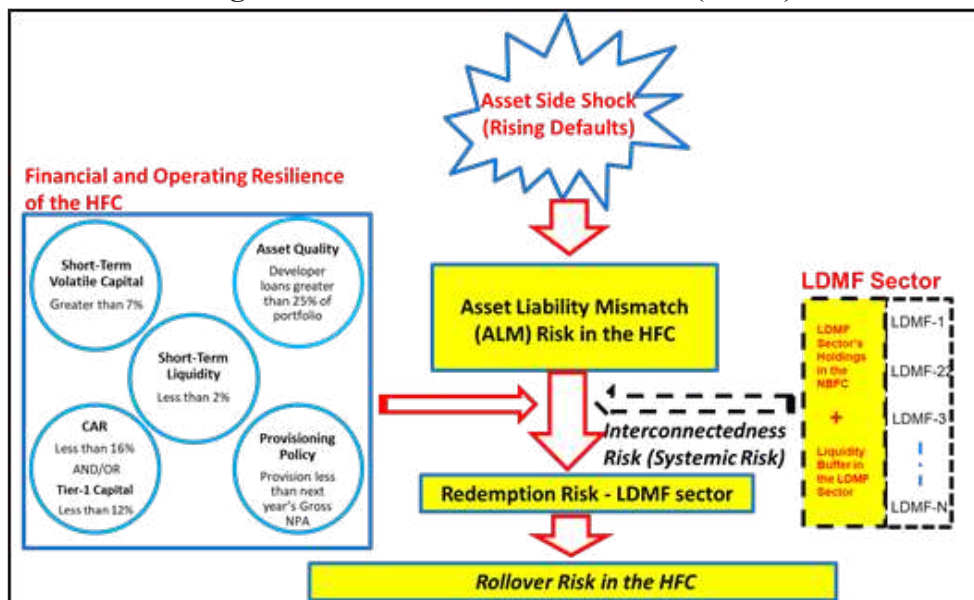 Asset Side Shock
(Rising Defaults)
Financial and Operating Resilience
of the HFC
Short-Term
Volatile Capital
Greater than 7%
Asset Quality
Developer
loans greater
than 25% of
portfolio
Short-Term
Liquidity
Less than 2%
CAR
Less than 16%
AND/OR
Tier-1 Capital
Less than 12%
Provisioning
Policy
Provision less
than next
year's Gross
NPA
Asset Liability Mismatch
(ALM) Risk in the HFC
Interconnectedness
Risk (Systemic Risk)
Redemption Risk - LDMF sector
Rollover Risk in the HFC
LDMF Sector
LDMF
Sector's
Holdings
in the
NBFC
+
Liquidity
Buffer in
the LDMF
Sector
LDMF-1
LDMF-22
LDMF-3
LDMF-N